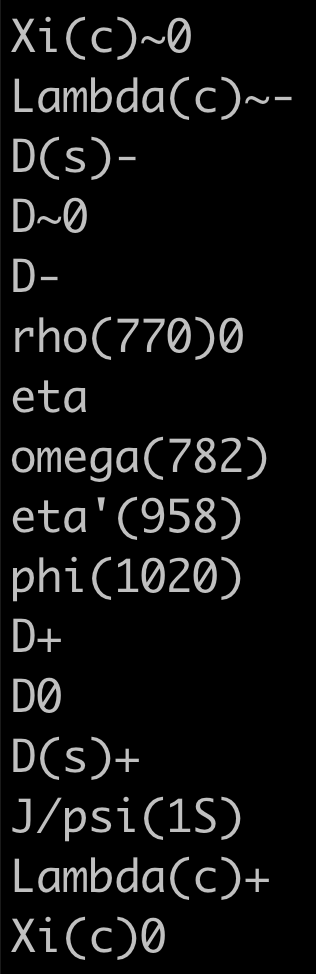 Xi(c)~0
Lambda(c)~-
D(s)-
D~0
D-
rho(770)0
eta
omega(782)
eta'(958)
phi(1020)
D+
D0
D(s)+
J/psi(1S)
Lambda(c)+
Xi(c)0